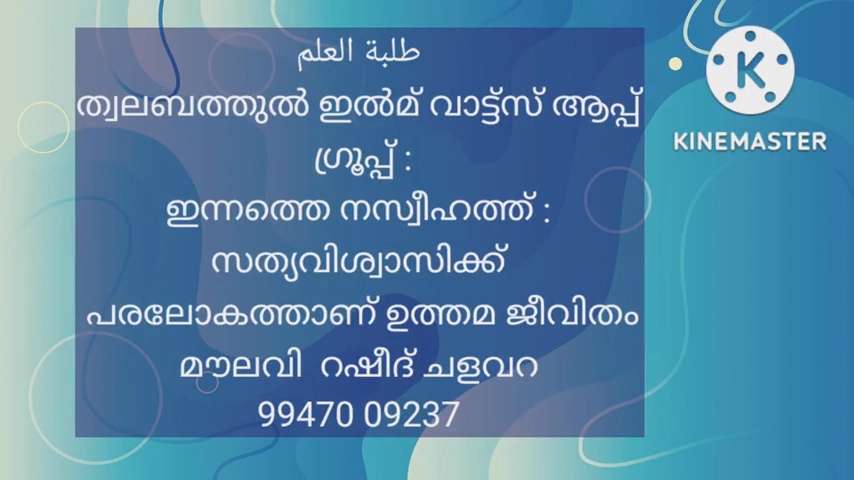 طلبة العلم
ത്വലബത്തുൽ ഇൽമ് വാട്ട്സ് ആപ്പ്
ഗ്രൂപ്പ് :
ഇന്നത്തെ നസ്വീഹത്ത് :
സത്യവിശ്വാസിക്ക്
പരലോകത്താണ് ഉത്തമ ജീവിതം
മൗലവി റഷീദ് ചളവറ
99470 09237
K
KINEMASTER